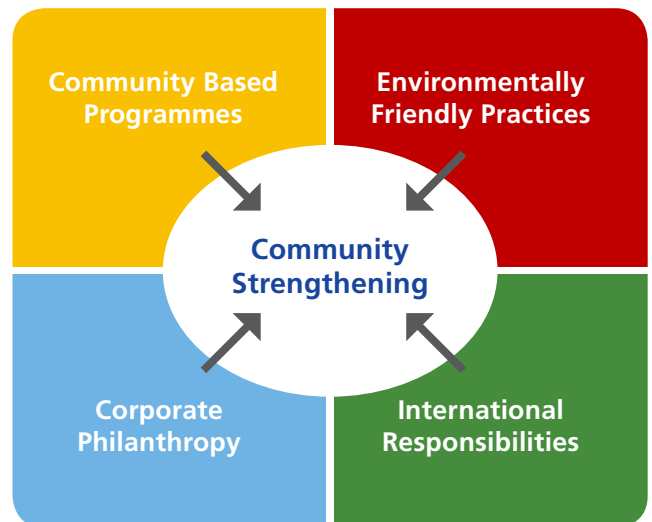 Community Based
Programmes
Environmentally
Friendly Practices
Community
Strengthening
Corporate
Philanthropy
International
Responsibilities